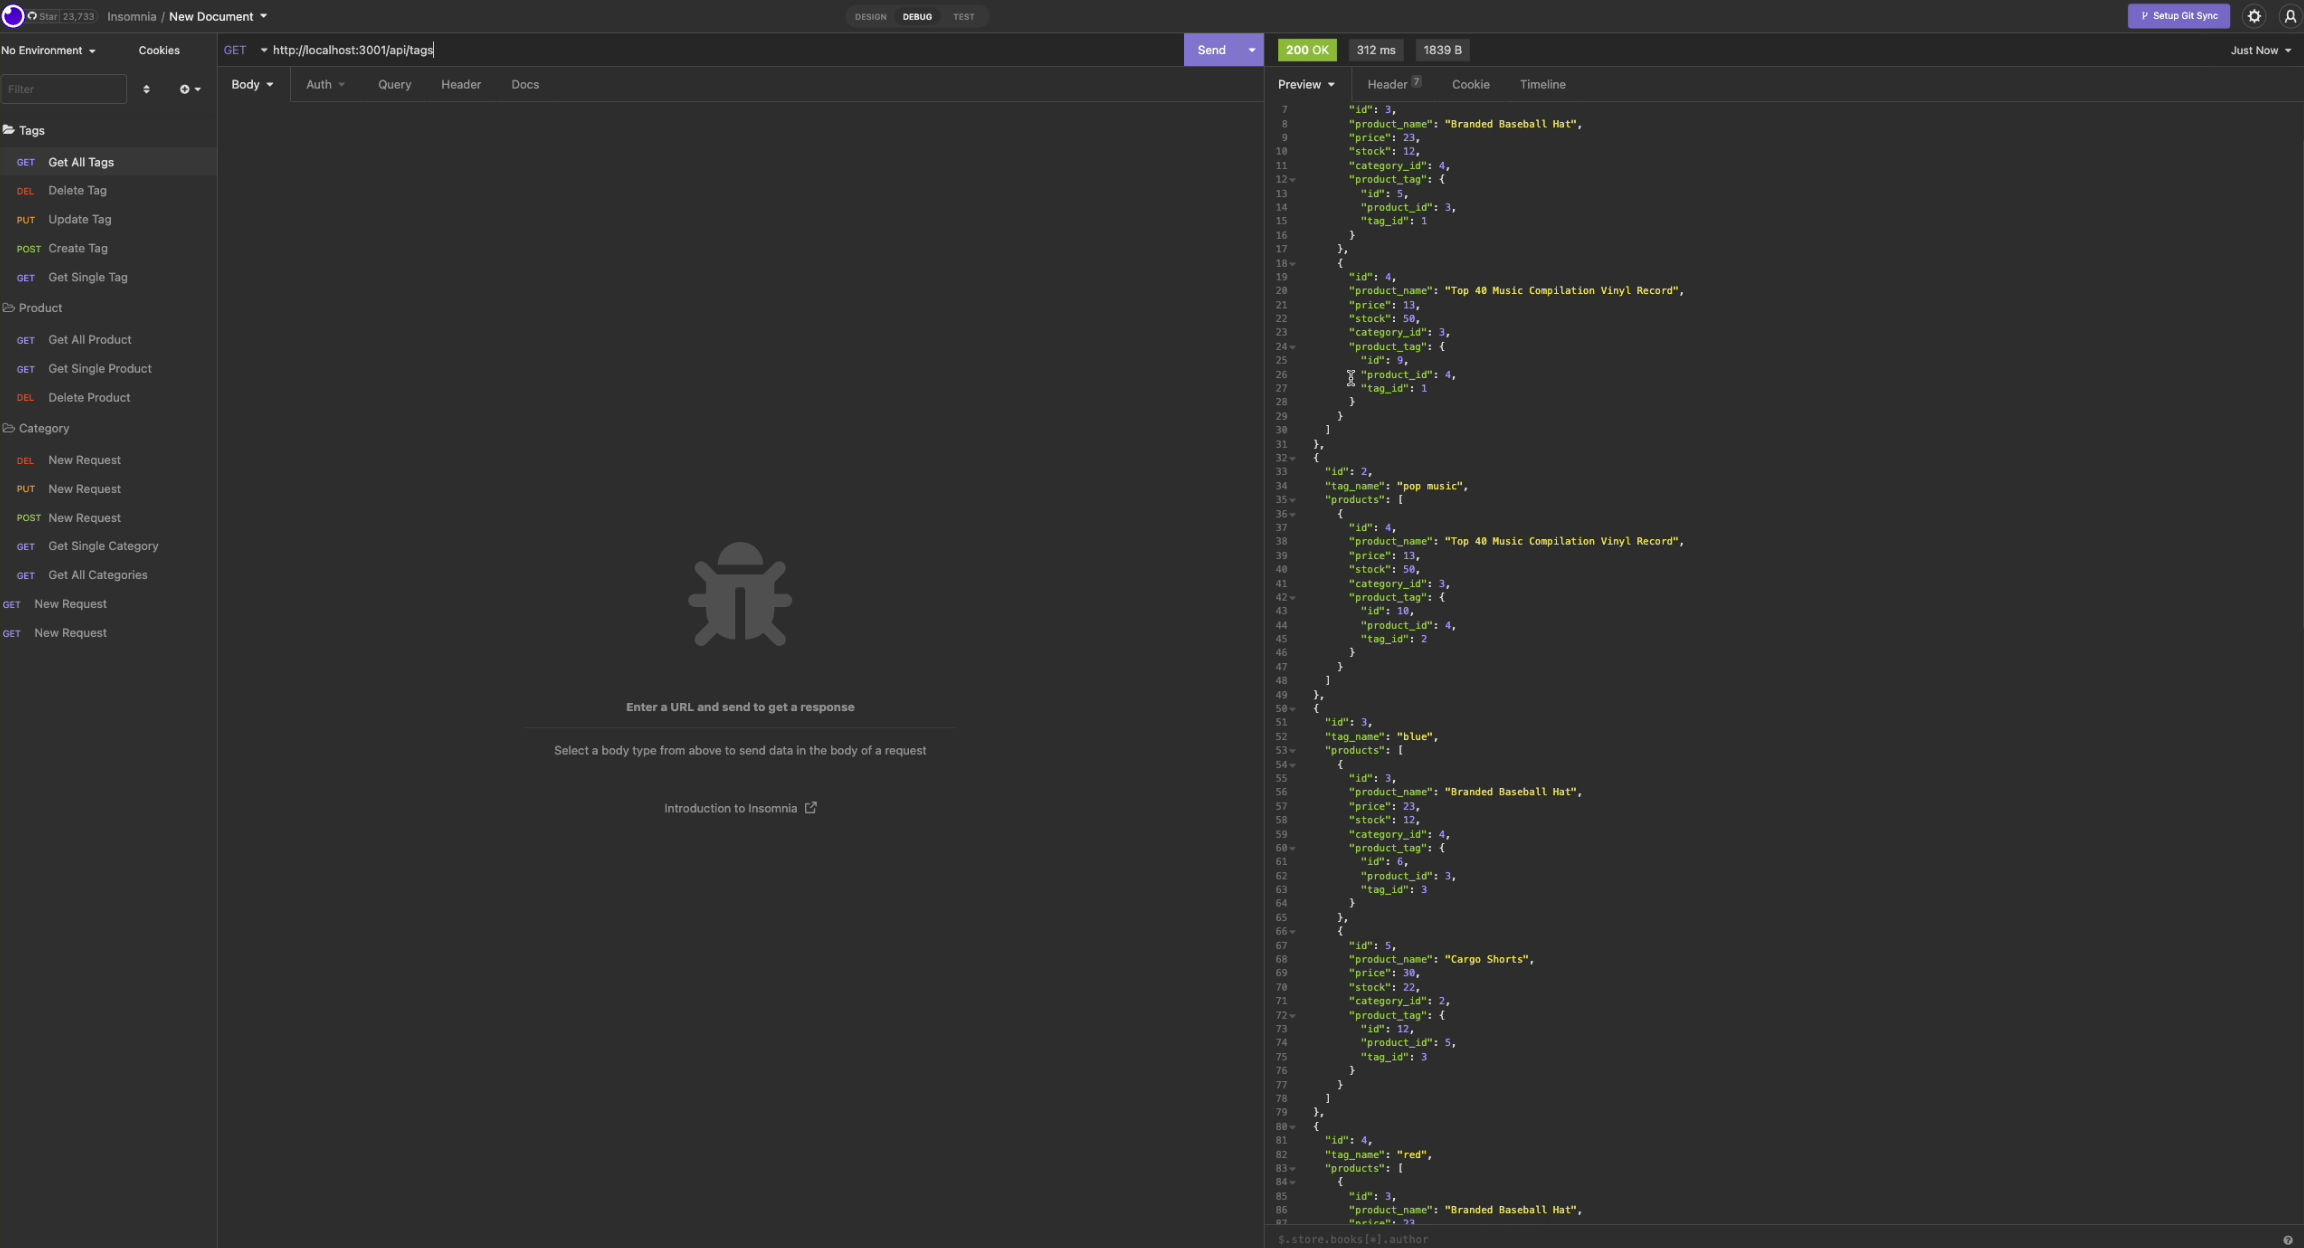 Star 23,733 Insomnia / New Document DESIGN DEBUG TEST Setup Git Sync
No Environment Cookies GET http://localhost:3001/api/tags Send 200 OK 312 ms 1839 B Just Now
Filter
Body Auth Query Header Docs
Preview Header 7 Cookie Timeline
Tags
GET Get All Tags
DEL Delete Tag
PUT Update Tag
POST Create Tag
GET Get Single Tag
Product
GET Get All Product
GET Get Single Product
DEL Delete Product
Category
DEL New Request
PUT New Request
POST New Request
GET Get Single Category
GET Get All Categories
GET New Request
GET New Request
Enter a URL and send to get a response
Select a body type from above to send data in the body of a request
Introduction to Insomnia
7 "id": 3,
8 "product_name": "Branded Baseball Hat",
9 "price": 23,
10 "stock": 12,
11 "category_id": 4,
12 "product_tag": {
13 "id": 5,
14 "product_id": 3,
15 "tag_id": 1
16 }
17 },
18 {
19 "id": 4,
20 "product_name": "Top 40 Music Compilation Vinyl Record",
21 "price": 13,
22 "stock": 50,
23 "category_id": 3,
24 "product_tag": {
25 "id": 9,
26 "product_id": 4,
27 "tag_id": 1
28 }
29 }
30 ]
31 },
32 {
33 "id": 2,
34 "tag_name": "pop music",
35 "products": [
36 {
37 "id": 4,
38 "product_name": "Top 40 Music Compilation Vinyl Record",
39 "price": 13,
40 "stock": 50,
41 "category_id": 3,
42 "product_tag": {
43 "id": 10,
44 "product_id": 4,
45 "tag_id": 2
46 }
47 }
48 ]
49 },
50 {
51 "id": 3,
52 "tag_name": "blue",
53 "products": [
54 {
55 "id": 3,
56 "product_name": "Branded Baseball Hat",
57 "price": 23,
58 "stock": 12,
59 "category_id": 4,
60 "product_tag": {
61 "id": 6,
62 "product_id": 3,
63 "tag_id": 3
64 }
65 },
66 {
67 "id": 5,
68 "product_name": "Cargo Shorts",
69 "price": 30,
70 "stock": 22,
71 "category_id": 2,
72 "product_tag": {
73 "id": 12,
74 "product_id": 5,
75 "tag_id": 3
76 }
77 }
78 ]
79 },
80 {
81 "id": 4,
82 "tag_name": "red",
83 "products": [
84 {
85 "id": 3,
86 "product_name": "Branded Baseball Hat",
87 "price": 23,
$.store.books[*].author